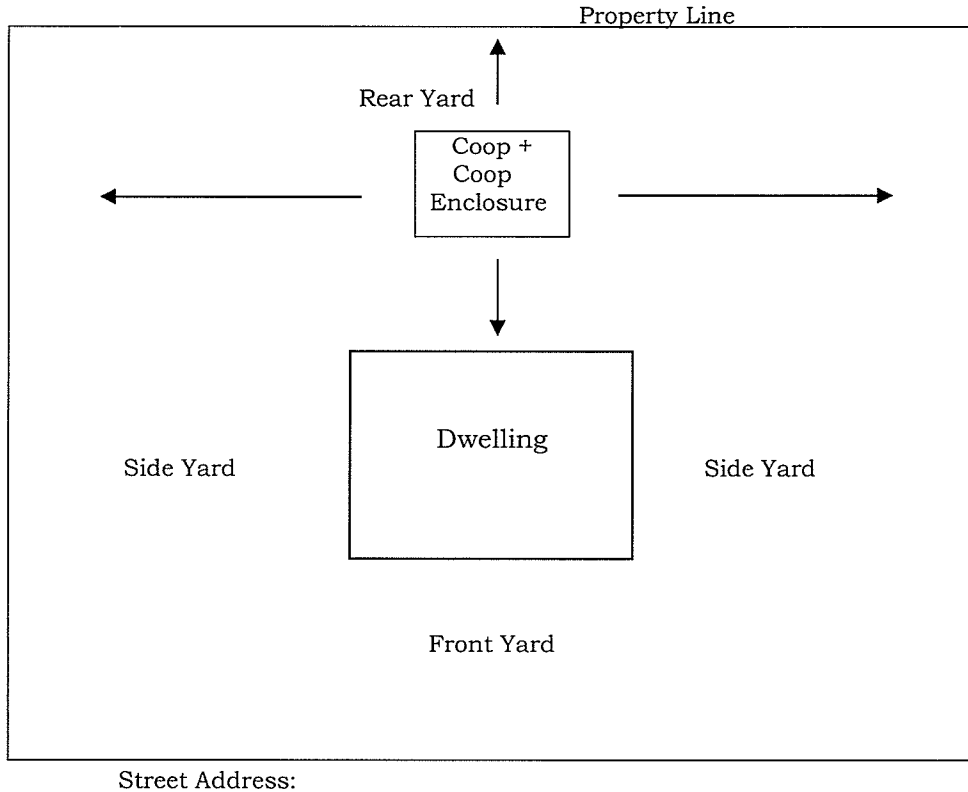 Property Line
Rear Yard
Coop +
Coop
Enclosure
Dwelling
Side Yard
Side Yard
Front Yard
Street Address: